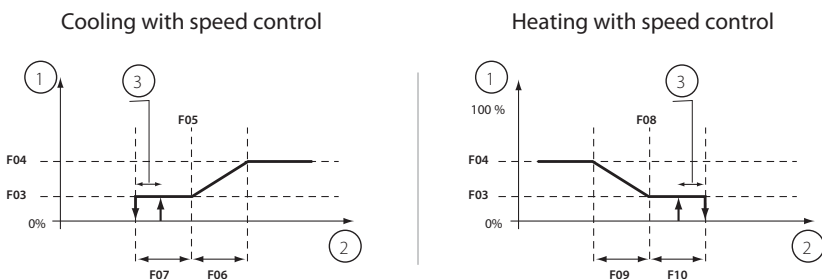 Cooling with speed control
1
3
F05
F04
F03
0%
2
F07 F06
Heating with speed control
1
3
100 %
F08
F04
F03
0%
2
F09 F10